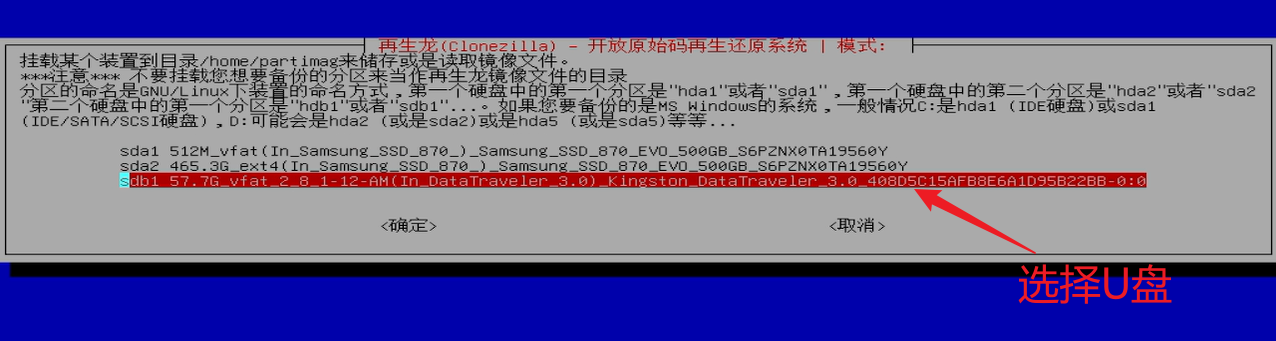 再生龙(Clonezilla) - 开放原始码再生还原系统 | 模式:
挂载某个装置到目录/home/partimag来储存或是读取镜像文件。
***注意*** 不要挂载您想要备份的分区来当作再生龙镜像文件的目录
分区的命名是GNU/Linux下装置的命名方式，第一个硬盘中的第一个分区是"hda1"或者"sda1"，第一个硬盘中的第二个分区是"hda2"或者"sda2
"第二个硬盘中的第一个分区是"hdb1"或者"sdb1"...。如果您要备份的是MS Windows的系统，一般情况C:是hda1 (IDE硬盘)或sda1
(IDE/SATA/SCSI硬盘)，D:可能会是hda2 (或是sda2)或是hda5 (或是sda5)等等...
sda1 512M_vfat(In_Samsung_SSD_870_)_Samsung_SSD_870_EVO_500GB_S6PZNX0TA19560Y
sda2 465.3G_ext4(In_Samsung_SSD_870_)_Samsung_SSD_870_EVO_500GB_S6PZNX0TA19560Y
sdb1 57.7G_vfat_2_8_1-12-AM(In_DataTraveler_3.0)_Kingston_DataTraveler_3.0_408D5C15AFB8E6A1D95B22BB-0:0
<确定> <取消>
选择U盘